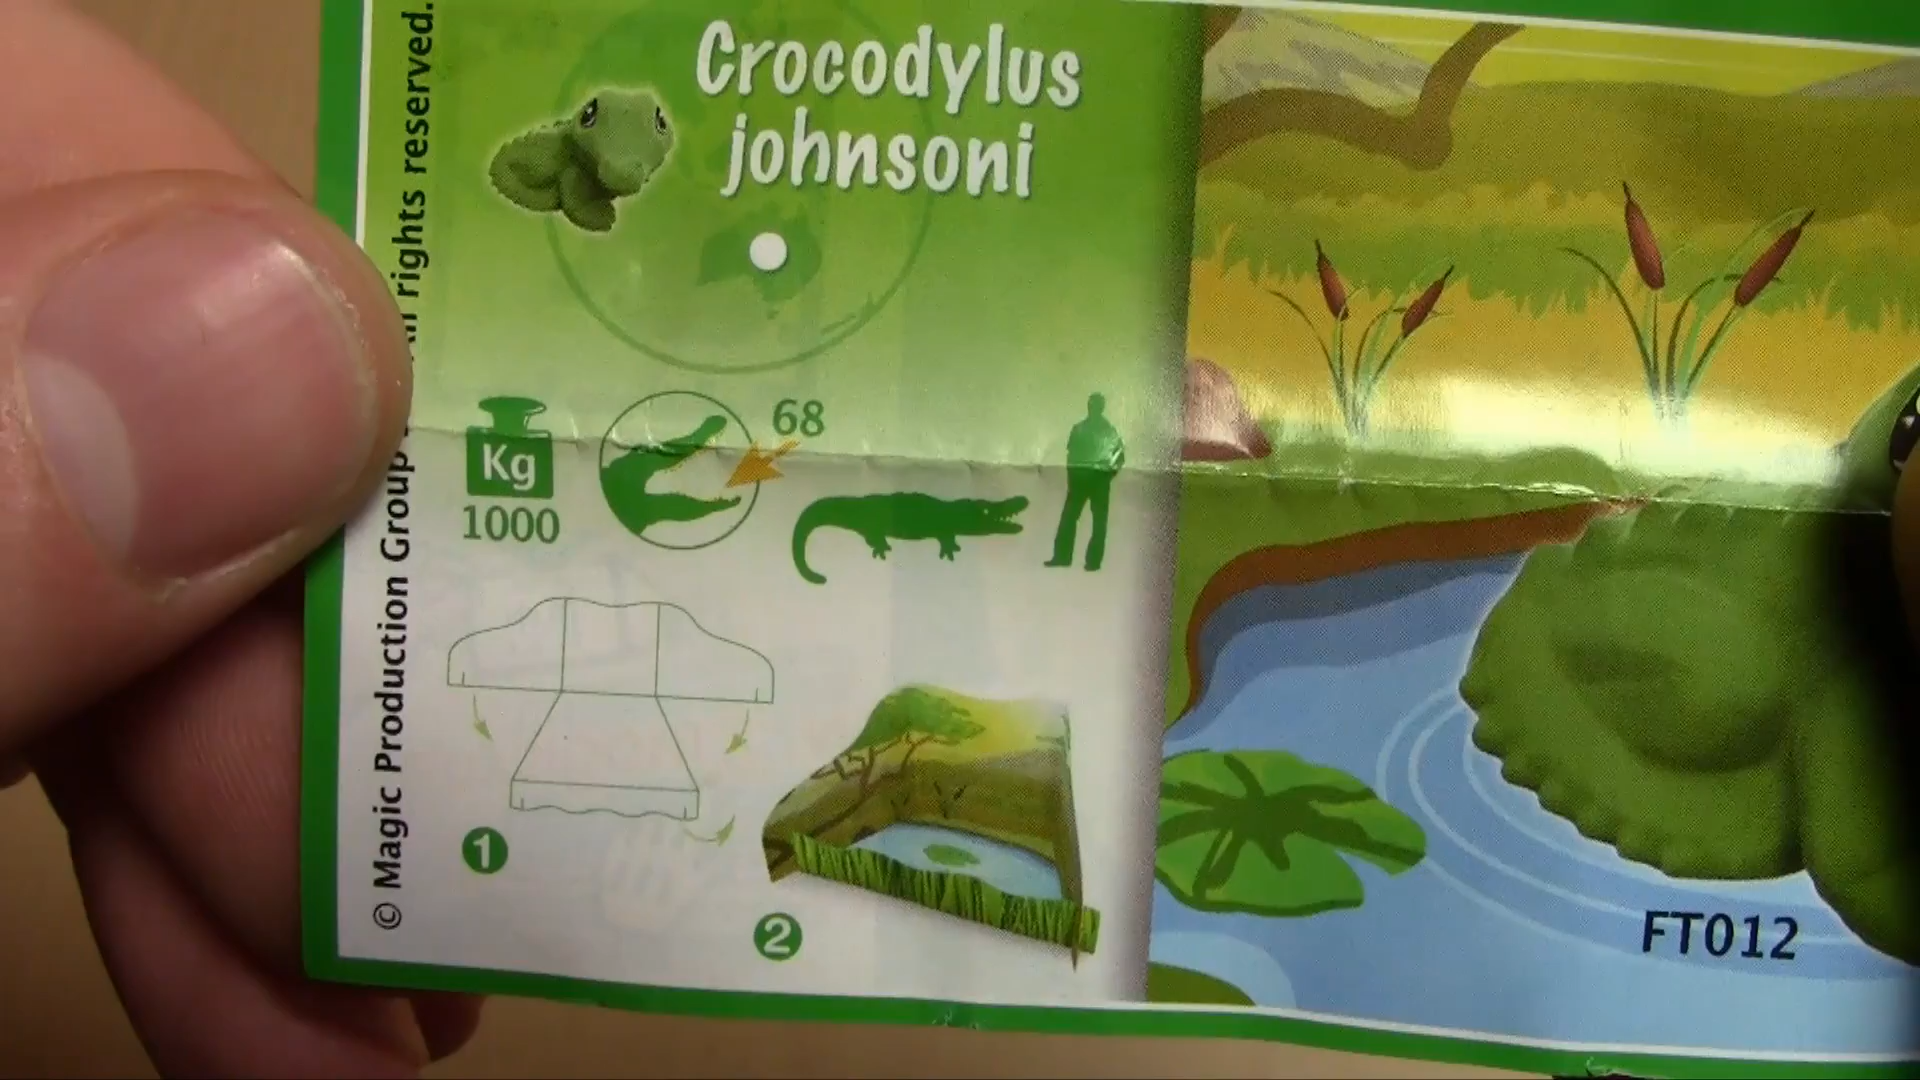 Crocodylus
johnsoni
68
Kg
1000
1
2
© Magic Production Group All rights reserved.
FT012